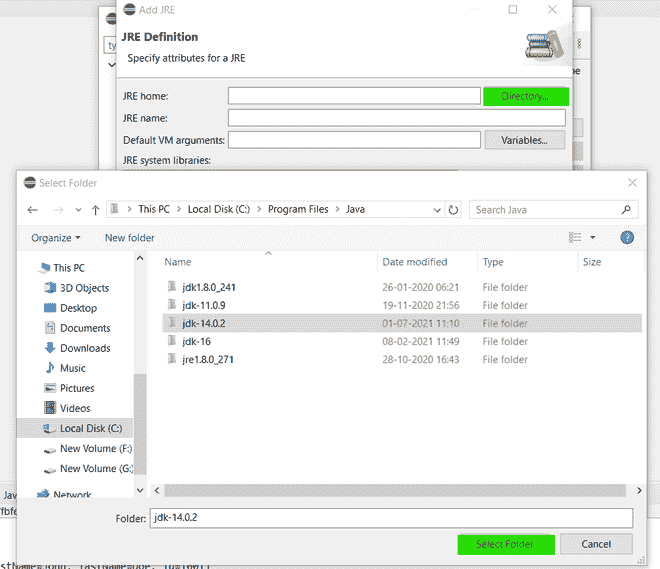 Add JRE
JRE Definition
Specify attributes for a JRE
ty
JRE home:
Directory...
JRE name:
Default VM arguments:
Variables...
JRE system libraries:
Select Folder
This PC > Local Disk (C:) > Program Files > Java
Search Java
Organize
New folder
Name
Date modified
Type
Size
This PC
3D Objects
Desktop
Documents
Downloads
Music
Pictures
Videos
Local Disk (C:)
New Volume (F:)
New Volume (G:
Network
jdk1.8.0_241 26-01-2020 06:21 File folder
jdk-11.0.9 19-11-2020 21:56 File folder
jdk-14.0.2 01-07-2021 11:10 File folder
jdk-16 08-02-2021 11:49 File folder
jre1.8.0_271 28-10-2020 16:43 File folder
Folder: jdk-14.0.2
Select Folder
Cancel
Jav